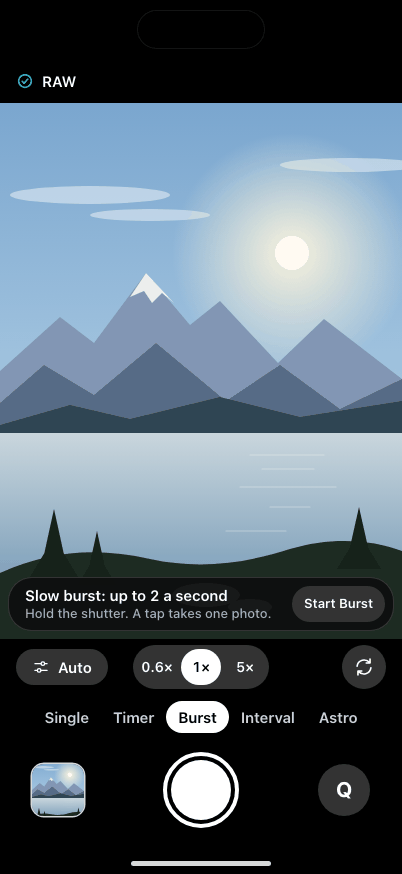 RAW
Slow burst: up to 2 a second
Hold the shutter. A tap takes one photo.
Start Burst
Auto
0.6× 1× 5×
Single Timer Burst Interval Astro
Q